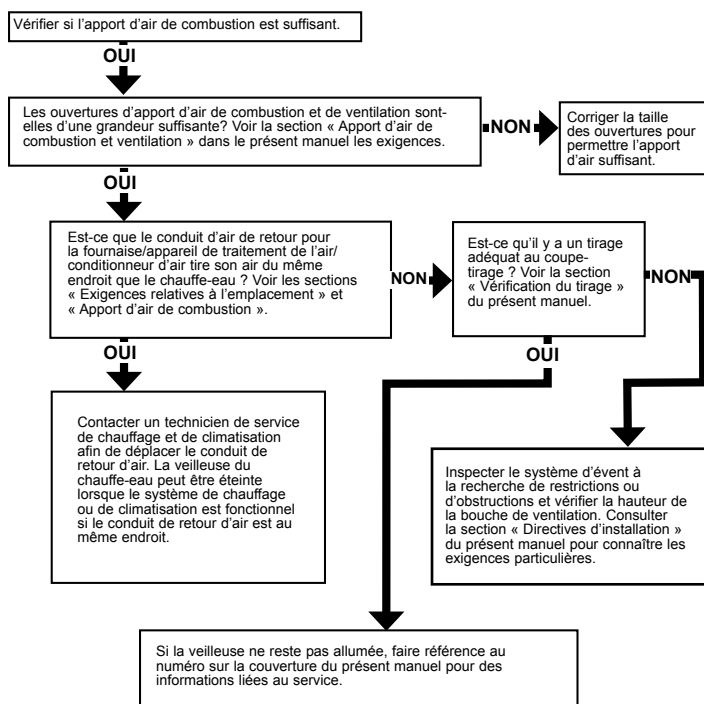 Vérifier si l'apport d'air de combustion est suffisant.
OUI
Les ouvertures d'apport d'air de combustion et de ventilation sont-
elles d'une grandeur suffisante? Voir la section « Apport d'air de
combustion et ventilation » dans le présent manuel les exigences.
NON
Corriger la taille
des ouvertures pour
permettre l'apport
d'air suffisant.
OUI
Est-ce que le conduit d'air de retour pour
la fournaise/appareil de traitement de l'air/
conditionneur d'air tire son air du même
endroit que le chauffe-eau ? Voir les sections
« Exigences relatives à l'emplacement » et
« Apport d'air de combustion ».
NON
Est-ce qu'il y a un tirage
adéquat au coupe-
tirage ? Voir la section
« Vérification du tirage »
du présent manuel.
NON
OUI
OUI
Contacter un technicien de service
de chauffage et de climatisation
afin de déplacer le conduit de
retour d'air. La veilleuse du
chauffe-eau peut être éteinte
lorsque le système de chauffage
ou de climatisation est fonctionnel
si le conduit de retour d'air est au
même endroit.
Inspecter le système d'évent à
la recherche de restrictions ou
d'obstructions et vérifier la hauteur de
la bouche de ventilation. Consulter
la section « Directives d'installation »
du présent manuel pour connaître les
exigences particulières.
Si la veilleuse ne reste pas allumée, faire référence au
numéro sur la couverture du présent manuel pour des
informations liées au service.